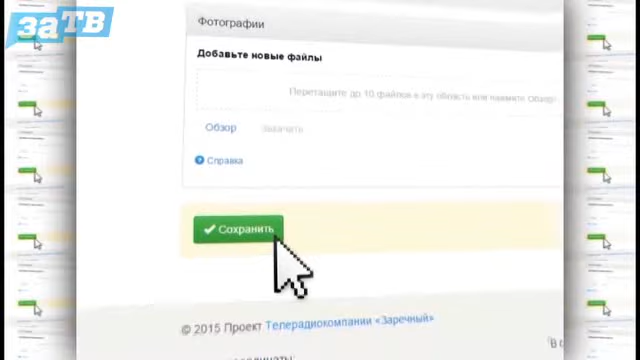 заТВ
Фотографии
Добавьте новые файлы
Перетащите до 10 файлов в эту область или нажмите Обзор!
Обзор Закачать
? Справка
✔ Сохранить
© 2015 Проект Телерадиокомпании «Заречный»